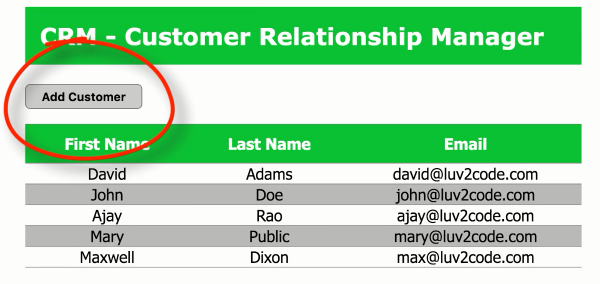 CRM - Customer Relationship Manager
Add Customer
First Name Last Name Email
David Adams david@luv2code.com
John Doe john@luv2code.com
Ajay Rao ajay@luv2code.com
Mary Public mary@luv2code.com
Maxwell Dixon max@luv2code.com